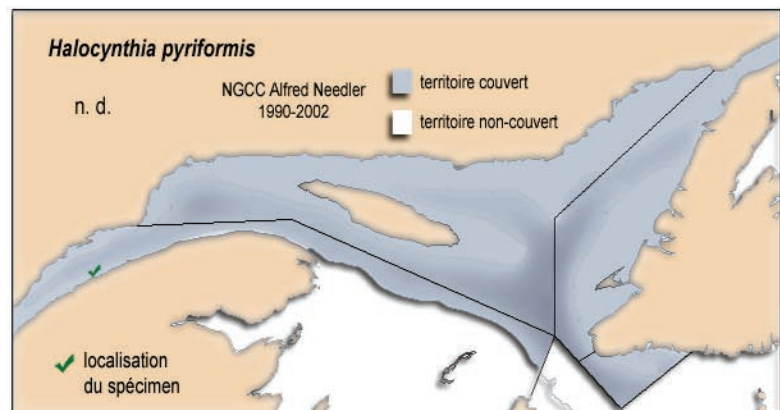 Halocynthia pyriformis
n. d.
NGCC Alfred Needler
1990-2002
territoire couvert
territoire non-couvert
localisation
du spécimen